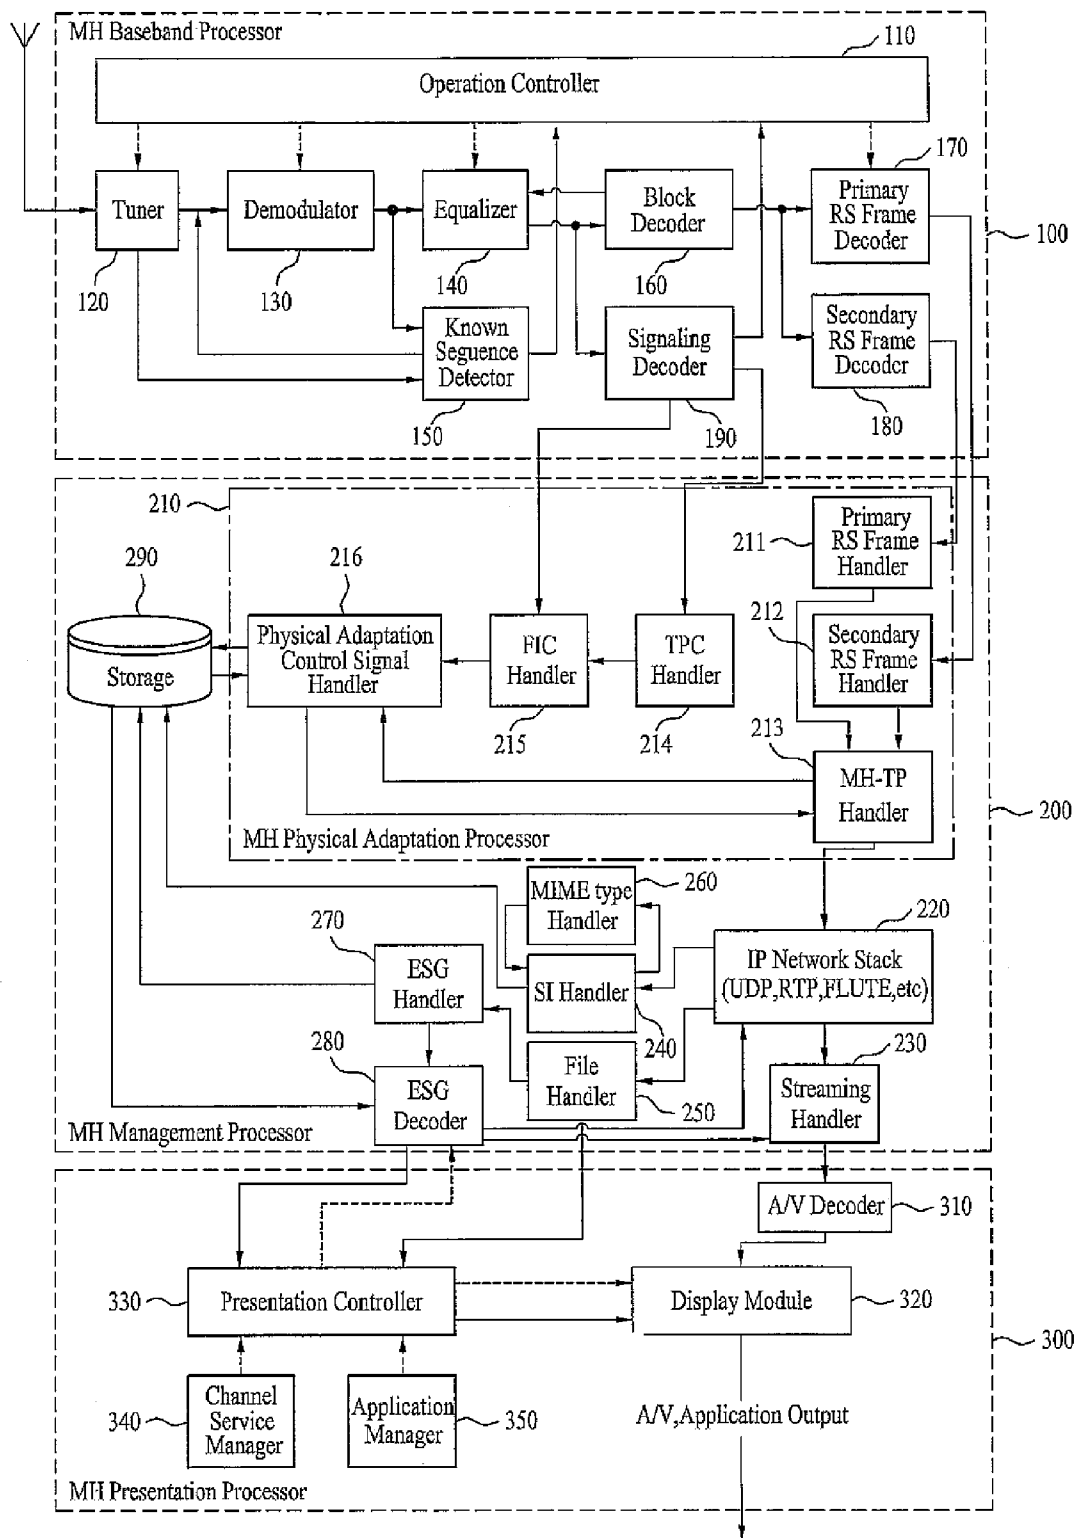 MH Baseband Processor
110
Operation Controller
170
Tuner
Demodulator
Equalizer
Block
Decoder
Primary
RS Frame
Decoder
100
120
130
140
160
Known
Seguence
Detector
Signaling
Decoder
Secondary
RS Frame
Decoder
150
190
180
210
Primary
RS Frame
Handler
211
290
216
Storage
Physical Adaptation
Control Signal
Handler
FIC
Handler
TPC
Handler
212
Secondary
RS Frame
Handler
215
214
213
MH-TP
Handler
200
MH Physical Adaptation Processor
MIME type
Handler
260
270
220
ESG
Handler
SI Handler
IP Network Stack
(UDP,RTP,FLUTE,etc)
240
280
230
ESG
Decoder
File
Handler
250
Streaming
Handler
MH Management Processor
A/V Decoder
310
330
Presentation Controller
Display Module
320
300
340
Channel
Service
Manager
Application
Manager
350
A/V,Application Output
MH Presentation Processor